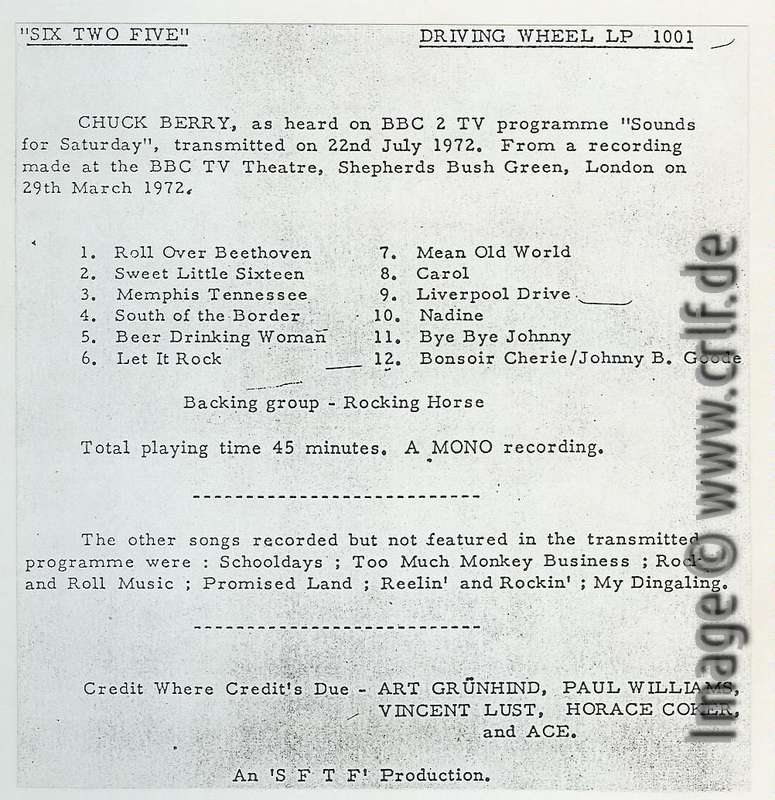 "SIX TWO FIVE" DRIVING WHEEL LP 1001
CHUCK BERRY, as heard on BBC 2 TV programme "Sounds
for Saturday", transmitted on 22nd July 1972. From a recording
made at the BBC TV Theatre, Shepherds Bush Green, London on
29th March 1972.
1. Roll Over Beethoven
2. Sweet Little Sixteen
3. Memphis Tennessee
4. South of the Border
5. Beer Drinking Woman
6. Let It Rock
7. Mean Old World
8. Carol
9. Liverpool Drive
10. Nadine
11. Bye Bye Johnny
12. Bonsoir Cherie/Johnny B. Goode
Backing group - Rocking Horse
Total playing time 45 minutes. A MONO recording.
---------------------------
The other songs recorded but not featured in the transmitted
programme were : Schooldays ; Too Much Monkey Business ; Rock
and Roll Music ; Promised Land ; Reelin' and Rockin' ; My Dingaling.
---------------------------
Credit Where Credit's Due - ART GRÜNHIND, PAUL WILLIAMS,
VINCENT LUST, HORACE COKER,
and ACE.
An 'S F T F' Production.
Image © www.crlf.de